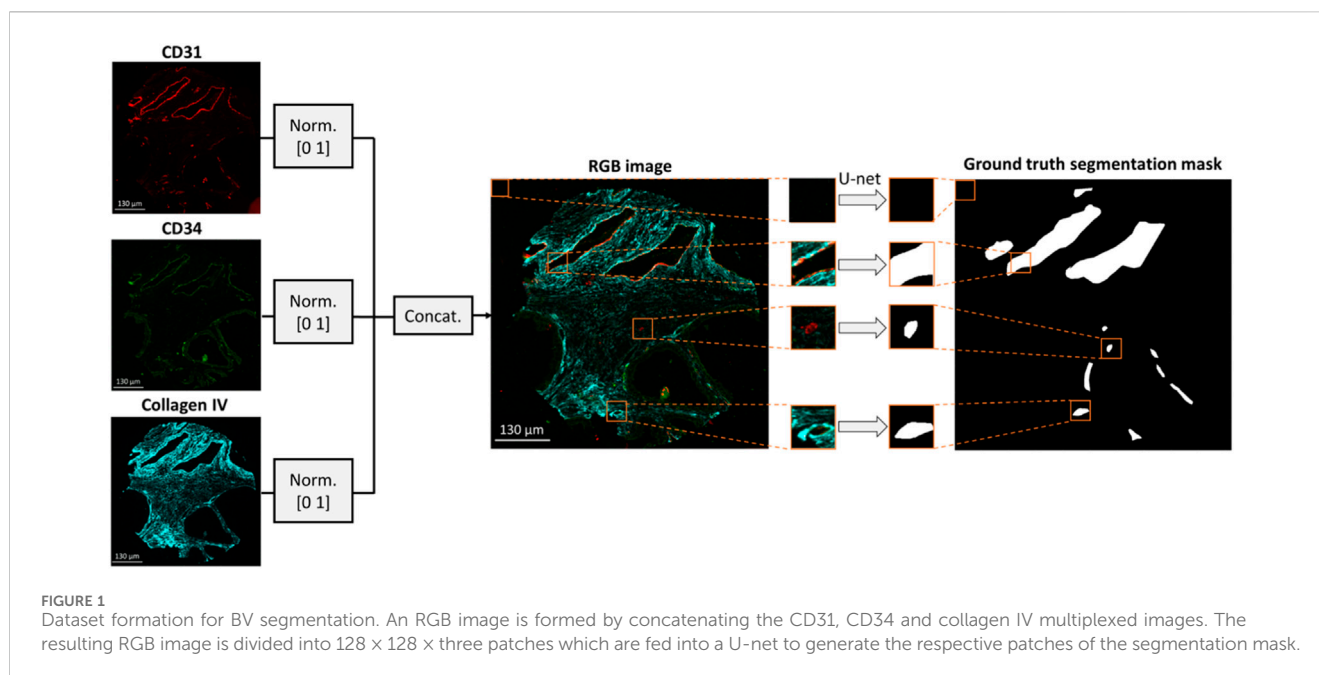 CD31
130 μm
Norm.
[0 1]
CD34
130 μm
Norm.
[0 1]
Collagen IV
130 μm
Norm.
[0 1]
Concat.
RGB image
130 μm
U-net
Ground truth segmentation mask
FIGURE 1
Dataset formation for BV segmentation. An RGB image is formed by concatenating the CD31, CD34 and collagen IV multiplexed images. The
resulting RGB image is divided into 128 × 128 × three patches which are fed into a U-net to generate the respective patches of the segmentation mask.